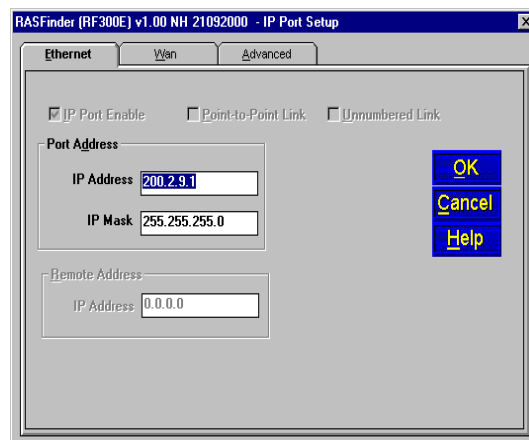 RASFinder (RF300E) v1.00 NH 21092000 - IP Port Setup
Ethernet Wan Advanced
IP Port Enable Point-to-Point Link Unnumbered Link
Port Address
IP Address 200.2.9.1
IP Mask 255.255.255.0
OK
Cancel
Help
Remote Address
IP Address 0.0.0.0